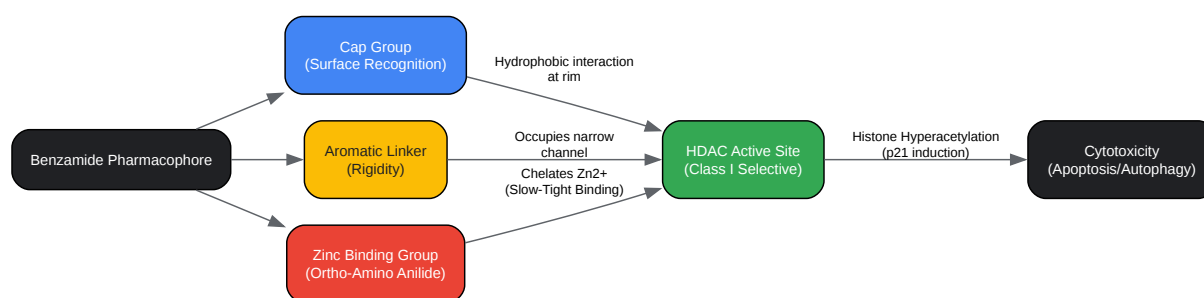 Benzamide Pharmacophore
Cap Group
(Surface Recognition)
Aromatic Linker
(Rigidity)
Zinc Binding Group
(Ortho-Amino Anilide)
Hydrophobic interaction
at rim
Occupies narrow
channel
Chelates Zn2+
(Slow-Tight Binding)
HDAC Active Site
(Class I Selective)
Histone Hyperacetylation
(p21 induction)
Cytotoxicity
(Apoptosis/Autophagy)